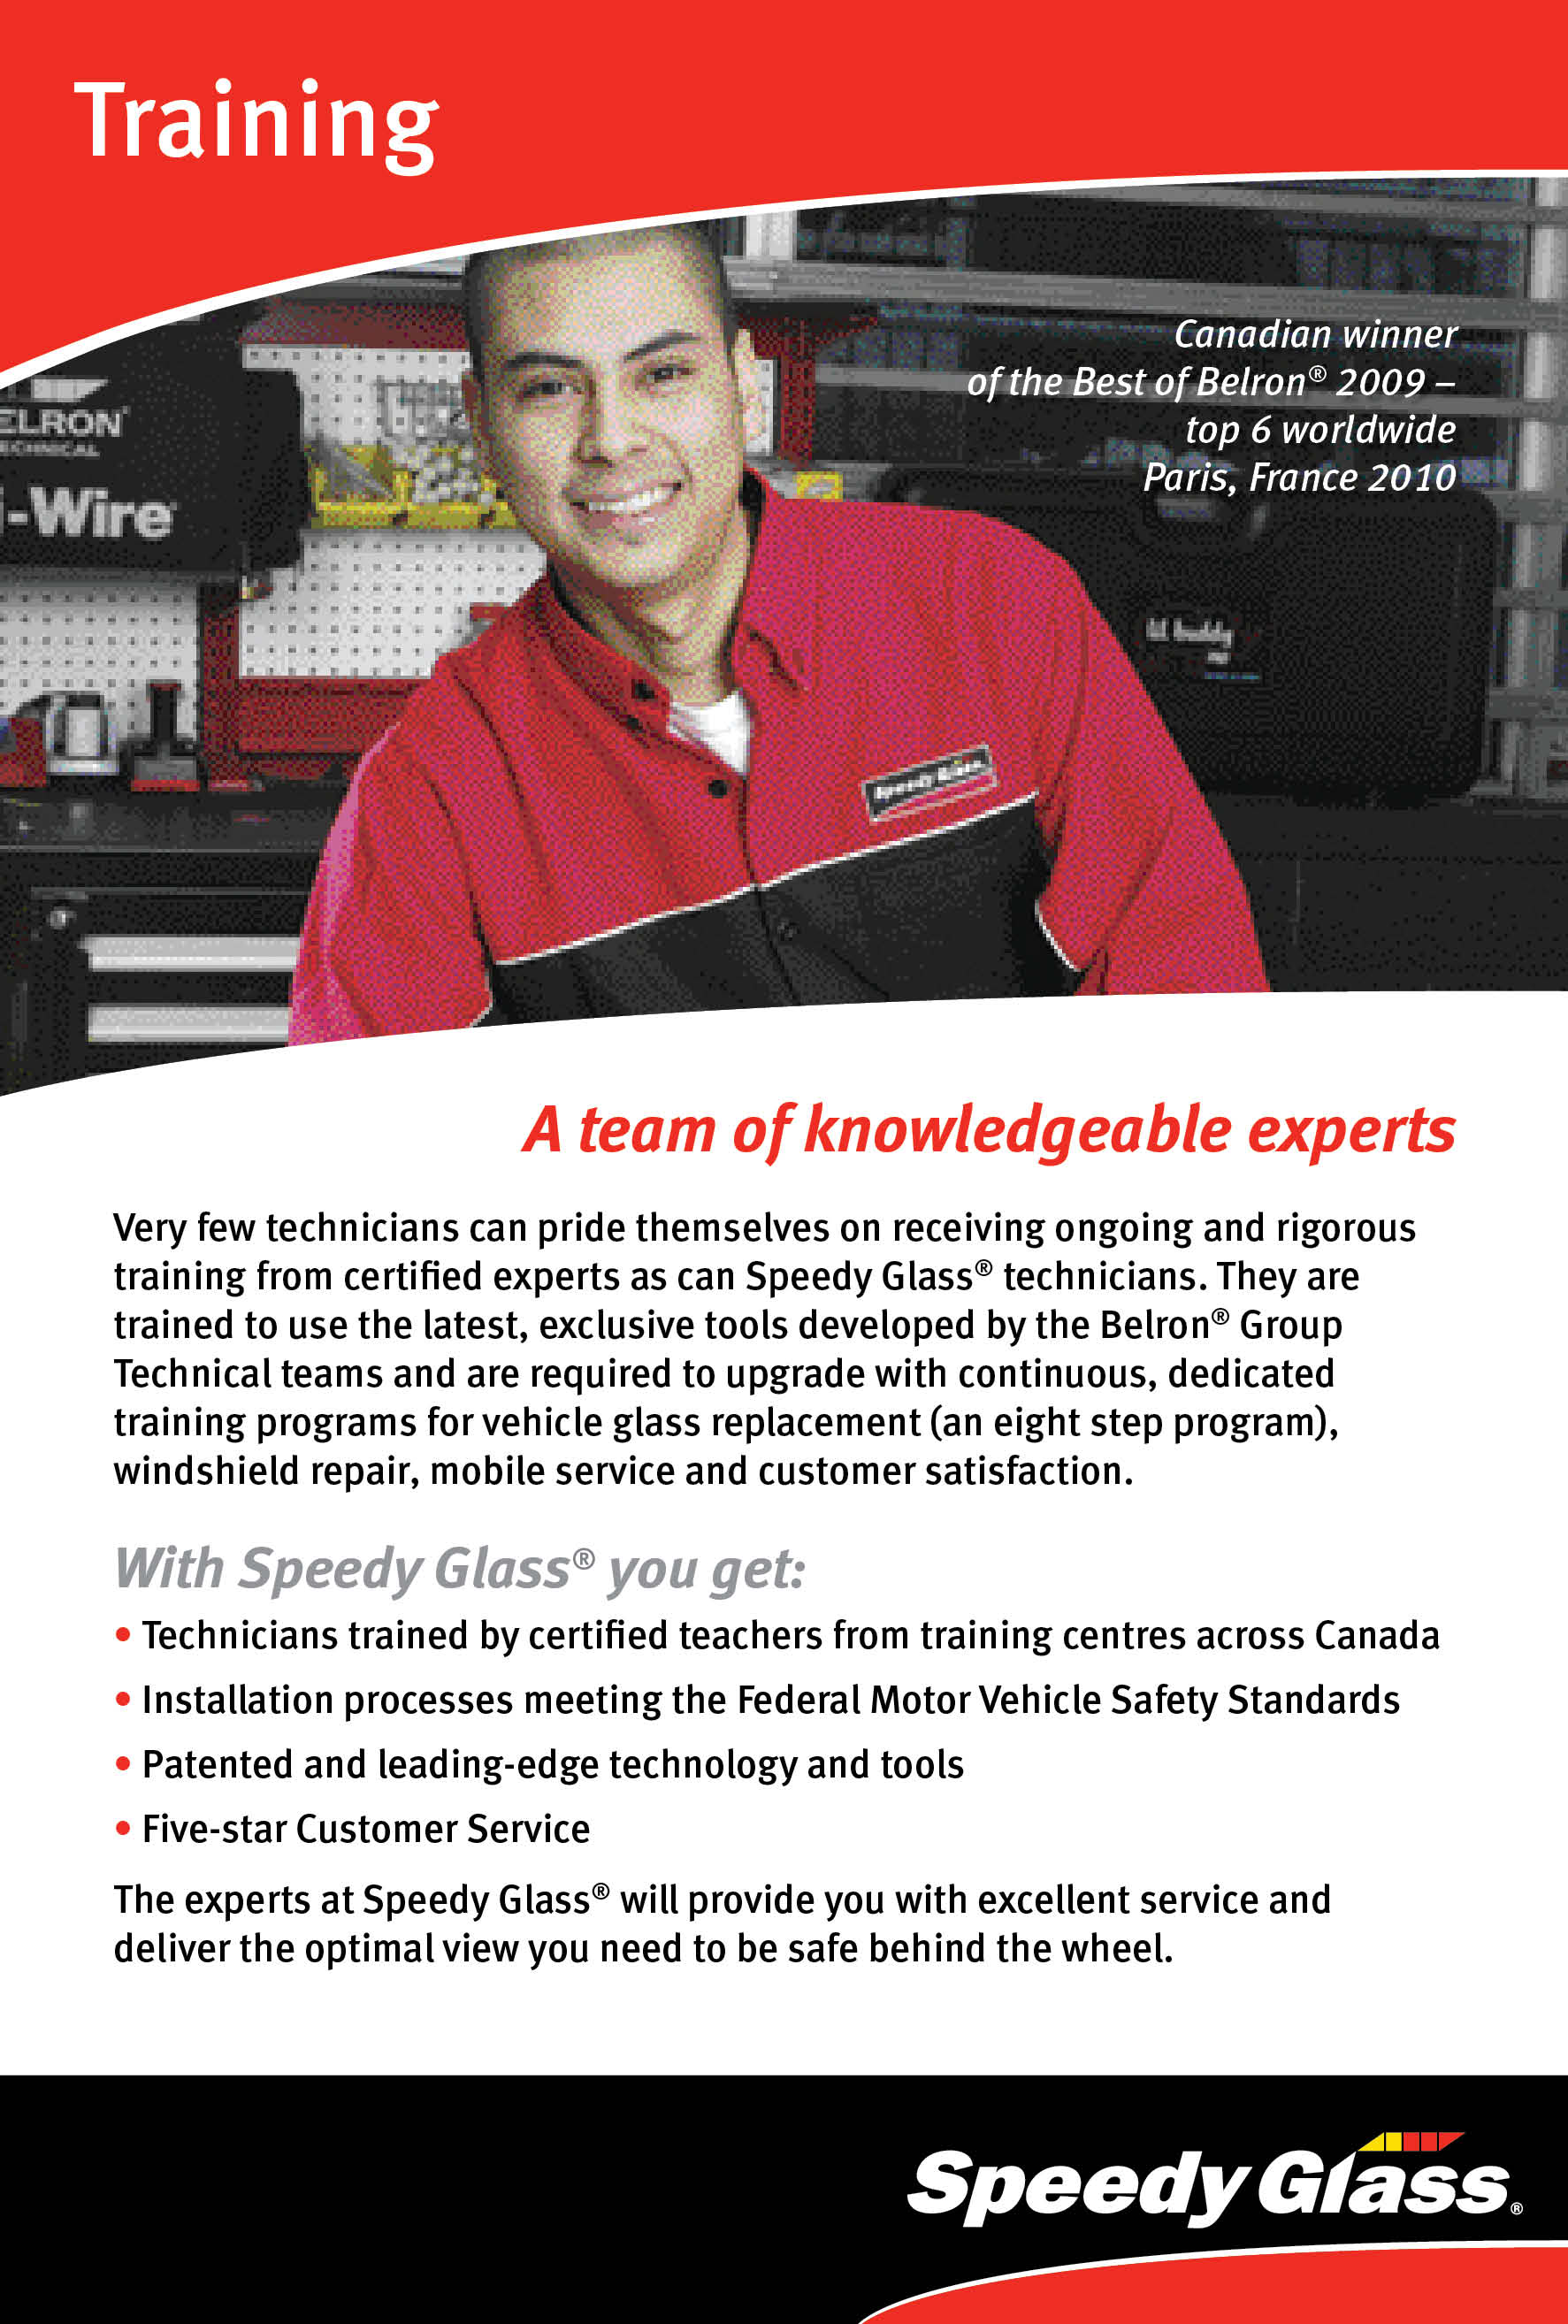 Training
Canadian winner
of the Best of Belron® 2009 –
top 6 worldwide
Paris, France 2010
ELRON®
-Wire
Speedy Glass
A team of knowledgeable experts
Very few technicians can pride themselves on receiving ongoing and rigorous
training from certified experts as can Speedy Glass® technicians. They are
trained to use the latest, exclusive tools developed by the Belron® Group
Technical teams and are required to upgrade with continuous, dedicated
training programs for vehicle glass replacement (an eight step program),
windshield repair, mobile service and customer satisfaction.
With Speedy Glass® you get:
• Technicians trained by certified teachers from training centres across Canada
• Installation processes meeting the Federal Motor Vehicle Safety Standards
• Patented and leading-edge technology and tools
• Five-star Customer Service
The experts at Speedy Glass® will provide you with excellent service and
deliver the optimal view you need to be safe behind the wheel.
Speedy Glass®